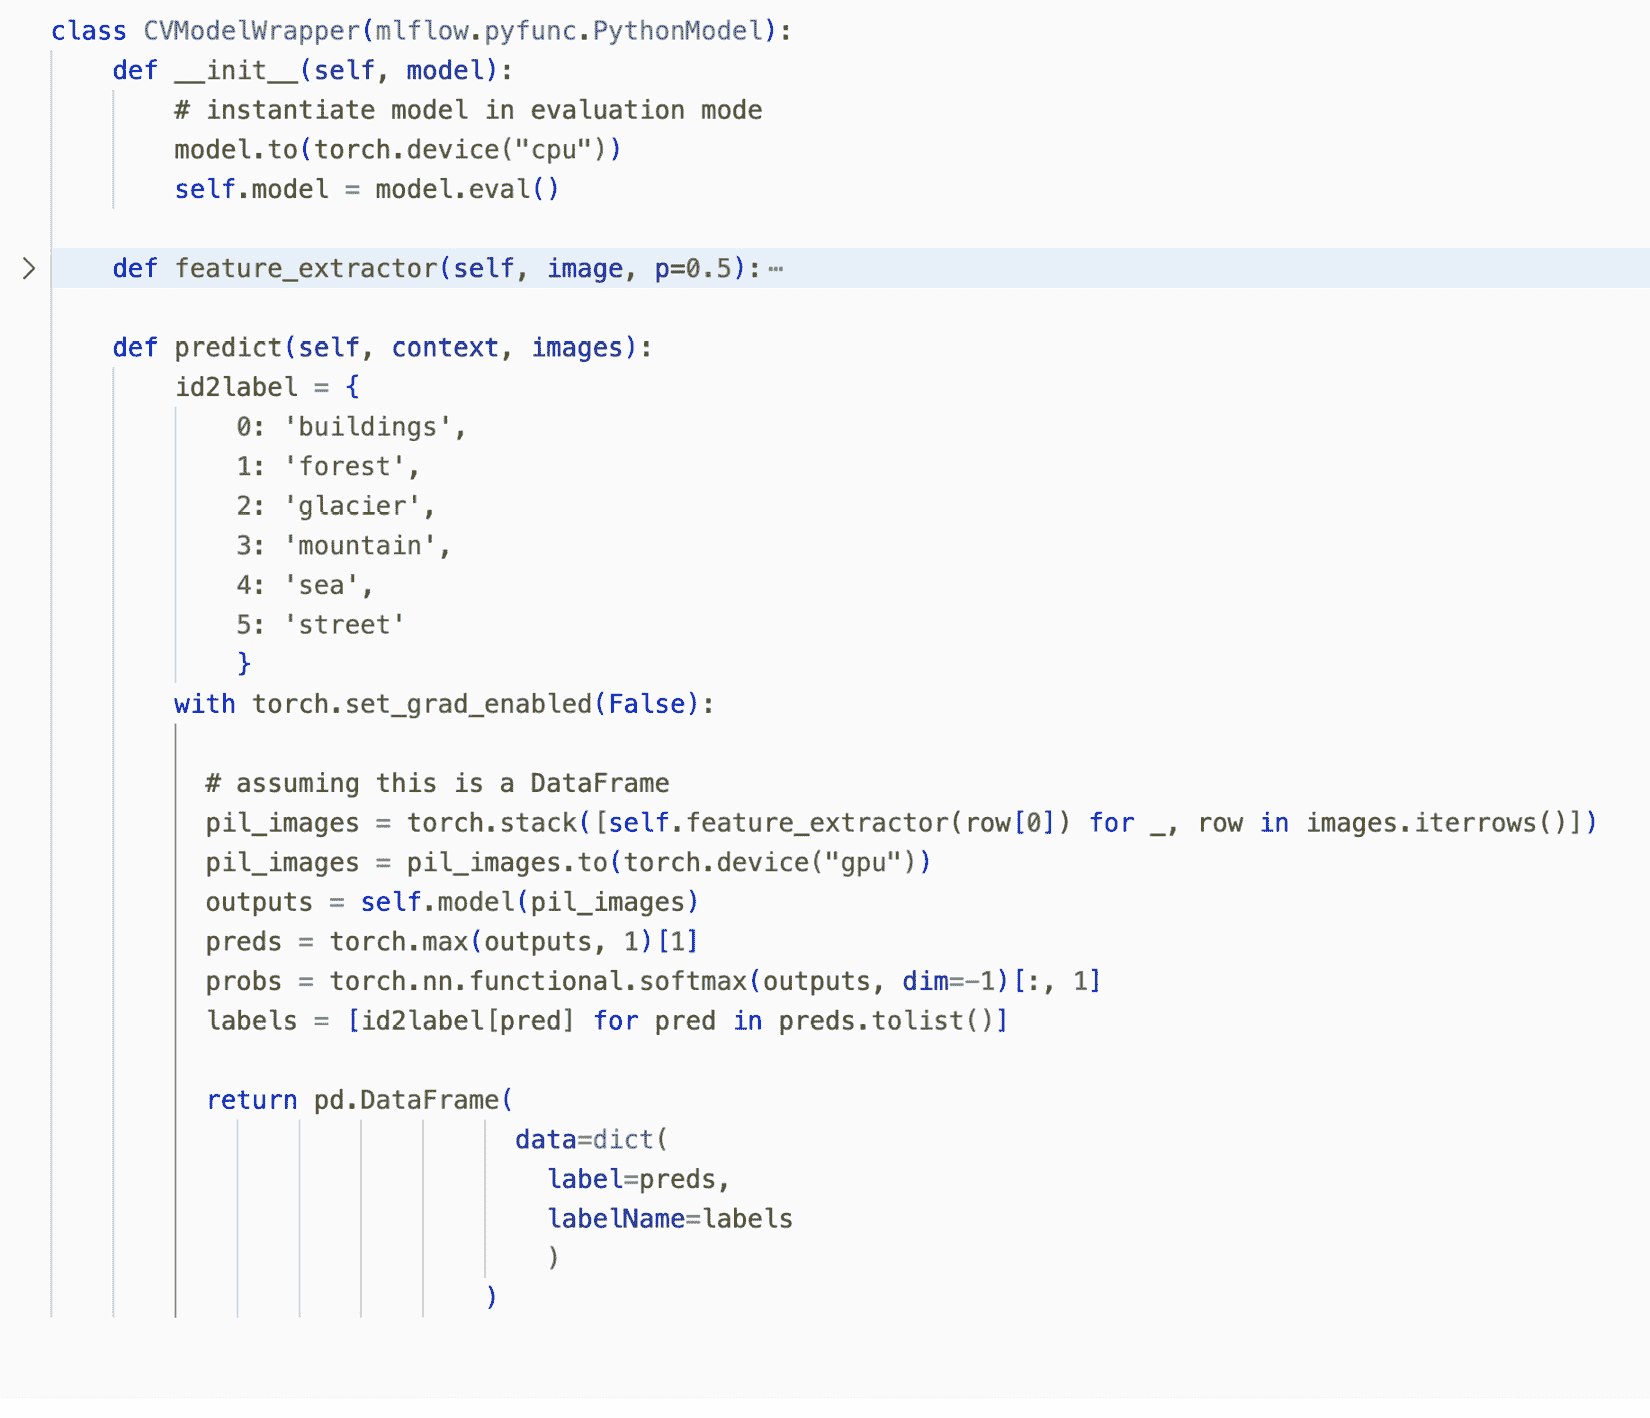 class CVModelWrapper(mlflow.pyfunc.PythonModel):
    def __init__(self, model):
        # instantiate model in evaluation mode
        model.to(torch.device("cpu"))
        self.model = model.eval()
    def feature_extractor(self, image, p=0.5):⋯
    def predict(self, context, images):
        id2label = {
            0: 'buildings',
            1: 'forest',
            2: 'glacier',
            3: 'mountain',
            4: 'sea',
            5: 'street'
            }
        with torch.set_grad_enabled(False):
          # assuming this is a DataFrame
          pil_images = torch.stack([self.feature_extractor(row[0]) for _, row in images.iterrows()])
          pil_images = pil_images.to(torch.device("gpu"))
          outputs = self.model(pil_images)
          preds = torch.max(outputs, 1)[1]
          probs = torch.nn.functional.softmax(outputs, dim=-1)[:, 1]
          labels = [id2label[pred] for pred in preds.tolist()]
          return pd.DataFrame(
                              data=dict(
                                label=preds,
                                labelName=labels
                                )
                            )